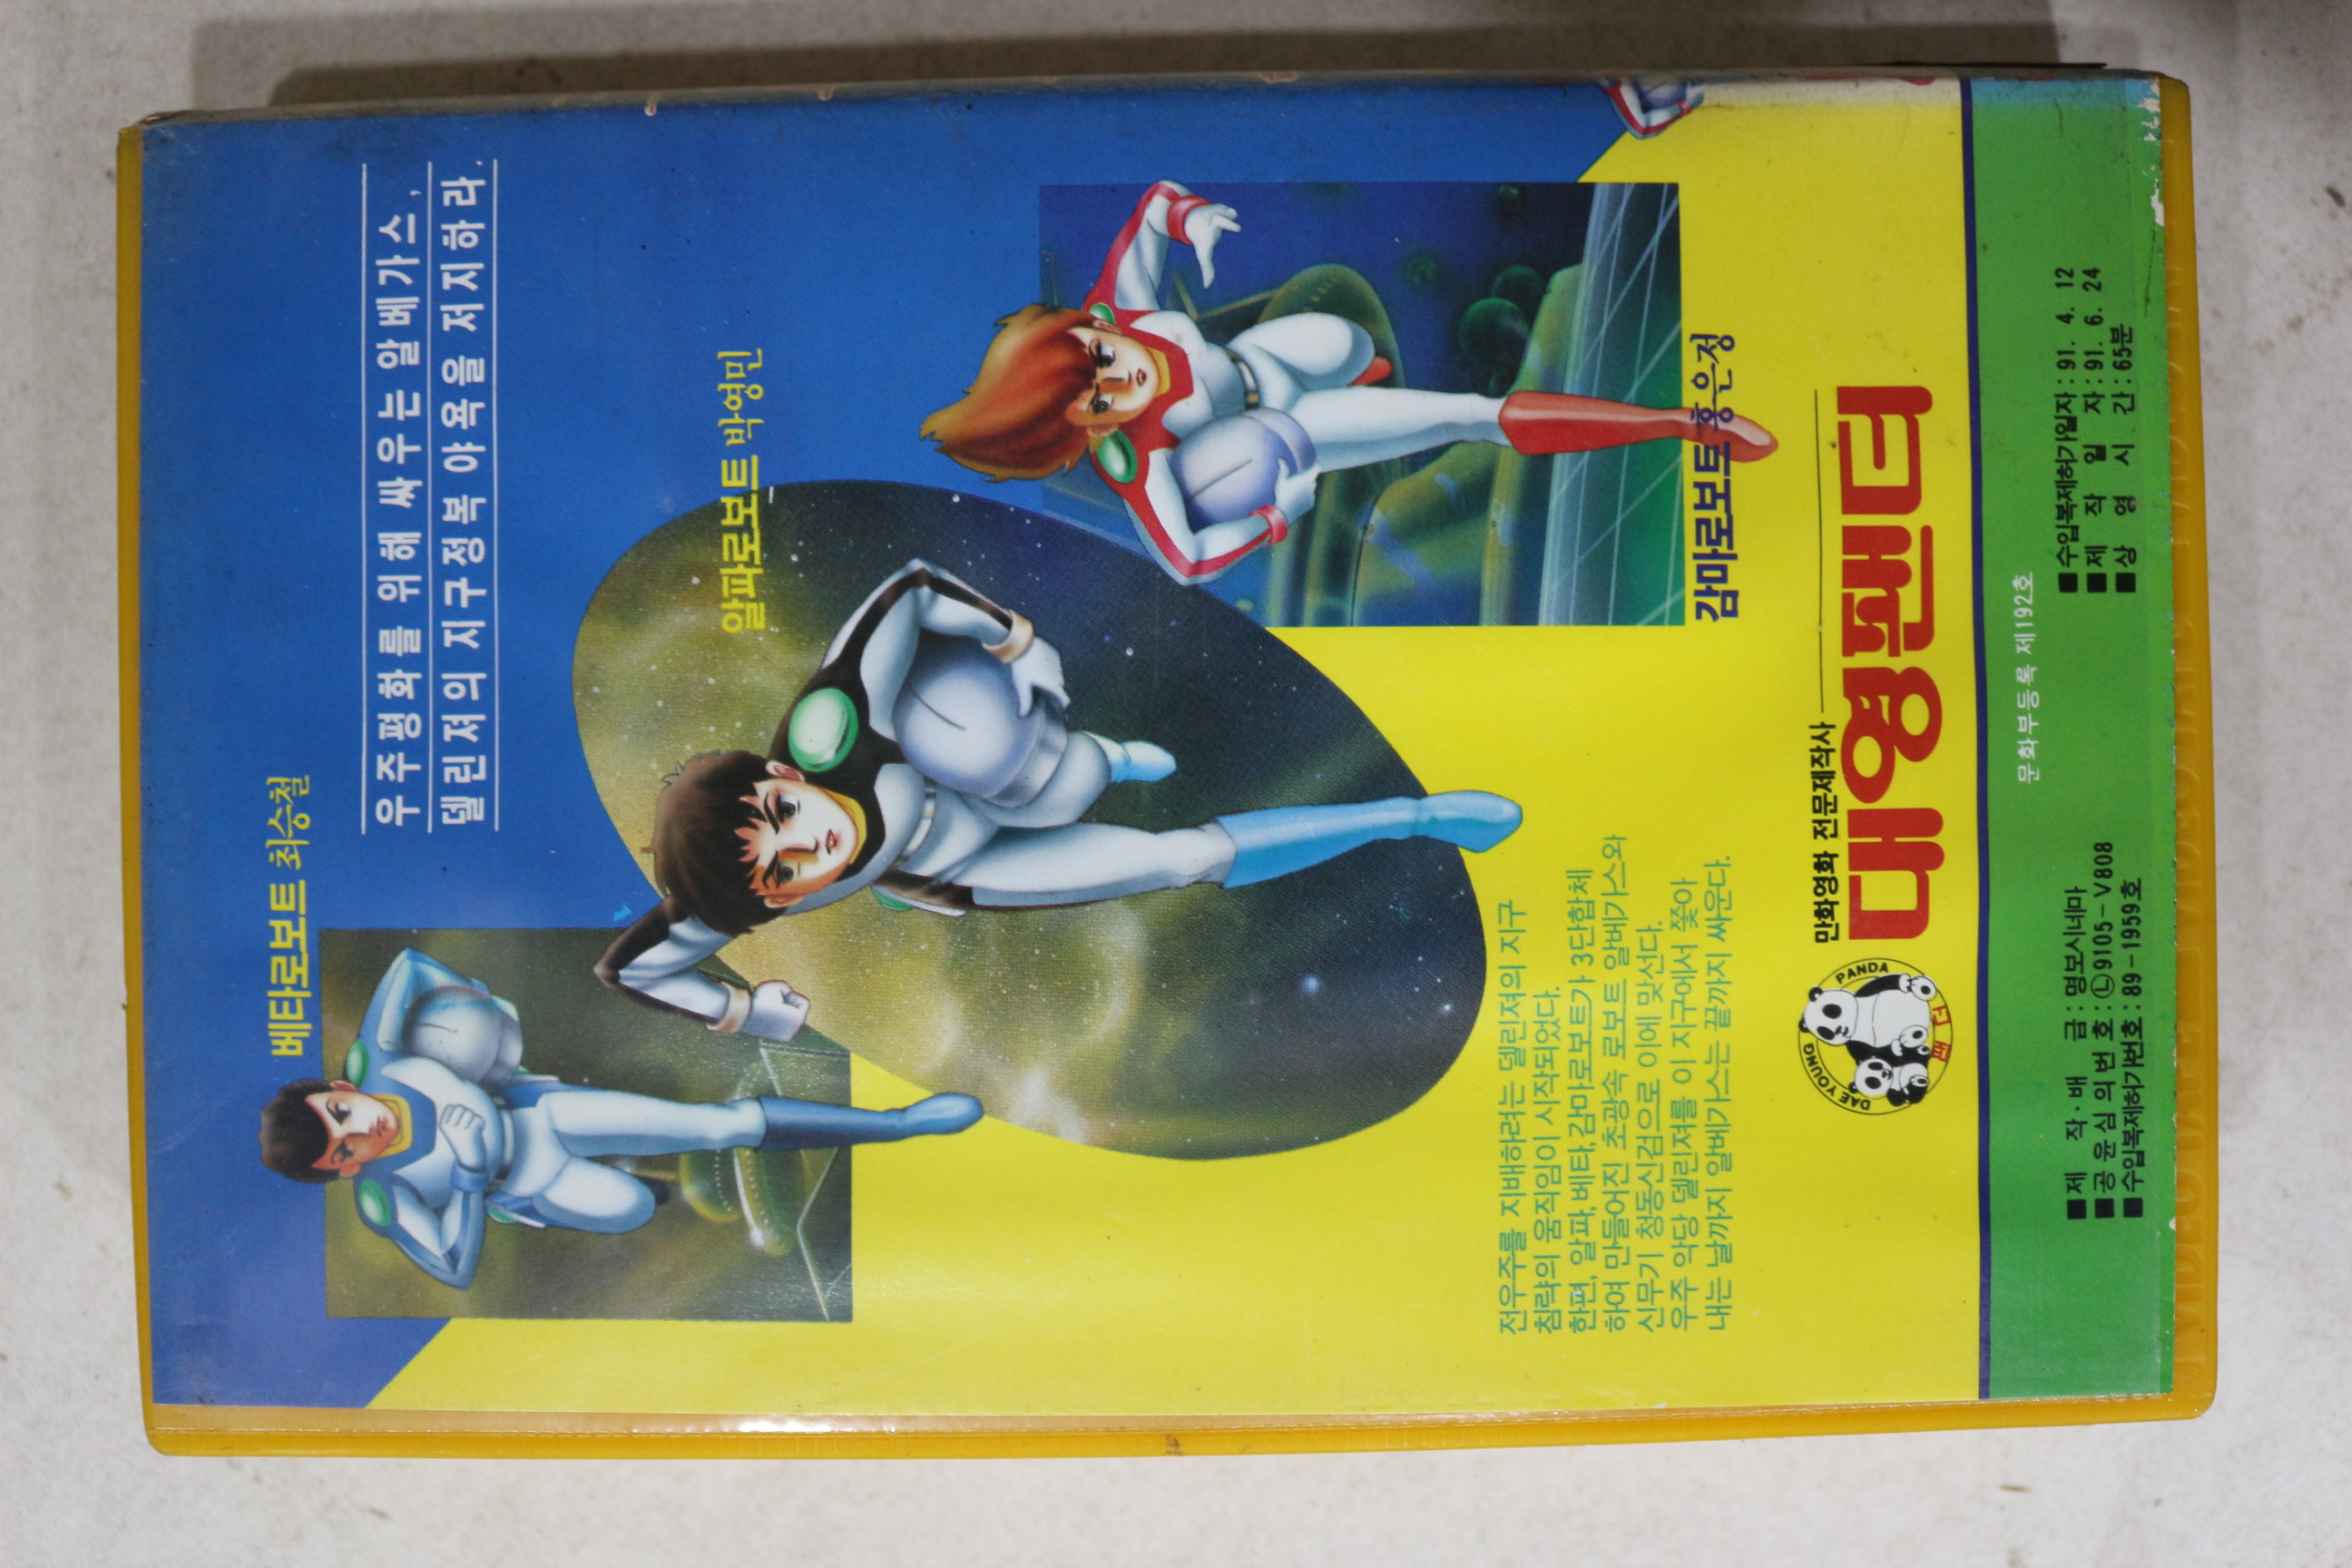 베타로보트 최승철
우주평화를 위해 싸우는 알베가스,
델린져의 지구정복 야욕을 저지하라.
알파로보트 박영민
감마로보트 홍은정
전우주를 지배하려는 델린져의 지구
침략의 움직임이 시작되었다.
한편, 알파, 베타, 감마로보트가 3단합체
하여 만들어진 초광속 로보트 알베가스와
신무기 청동신검으로 이에 맞선다.
우주 악당 델린져를 이 지구에서 쫓아
내는 날까지 알베가스는 끝까지 싸운다.
DAE YOUNG PANDA
팬더
만화영화 전문제작사
대영팬더
문화부등록 제192호
■제 작·배 급 : 명보시네마
■공윤심의번호 : Ⓛ9105-V808
■수입복제허가번호 : 89-1959호
■수입복제허가일자 : 91. 4. 12
■제 작 일 자 : 91. 6. 24
■상 영 시 간 : 65분